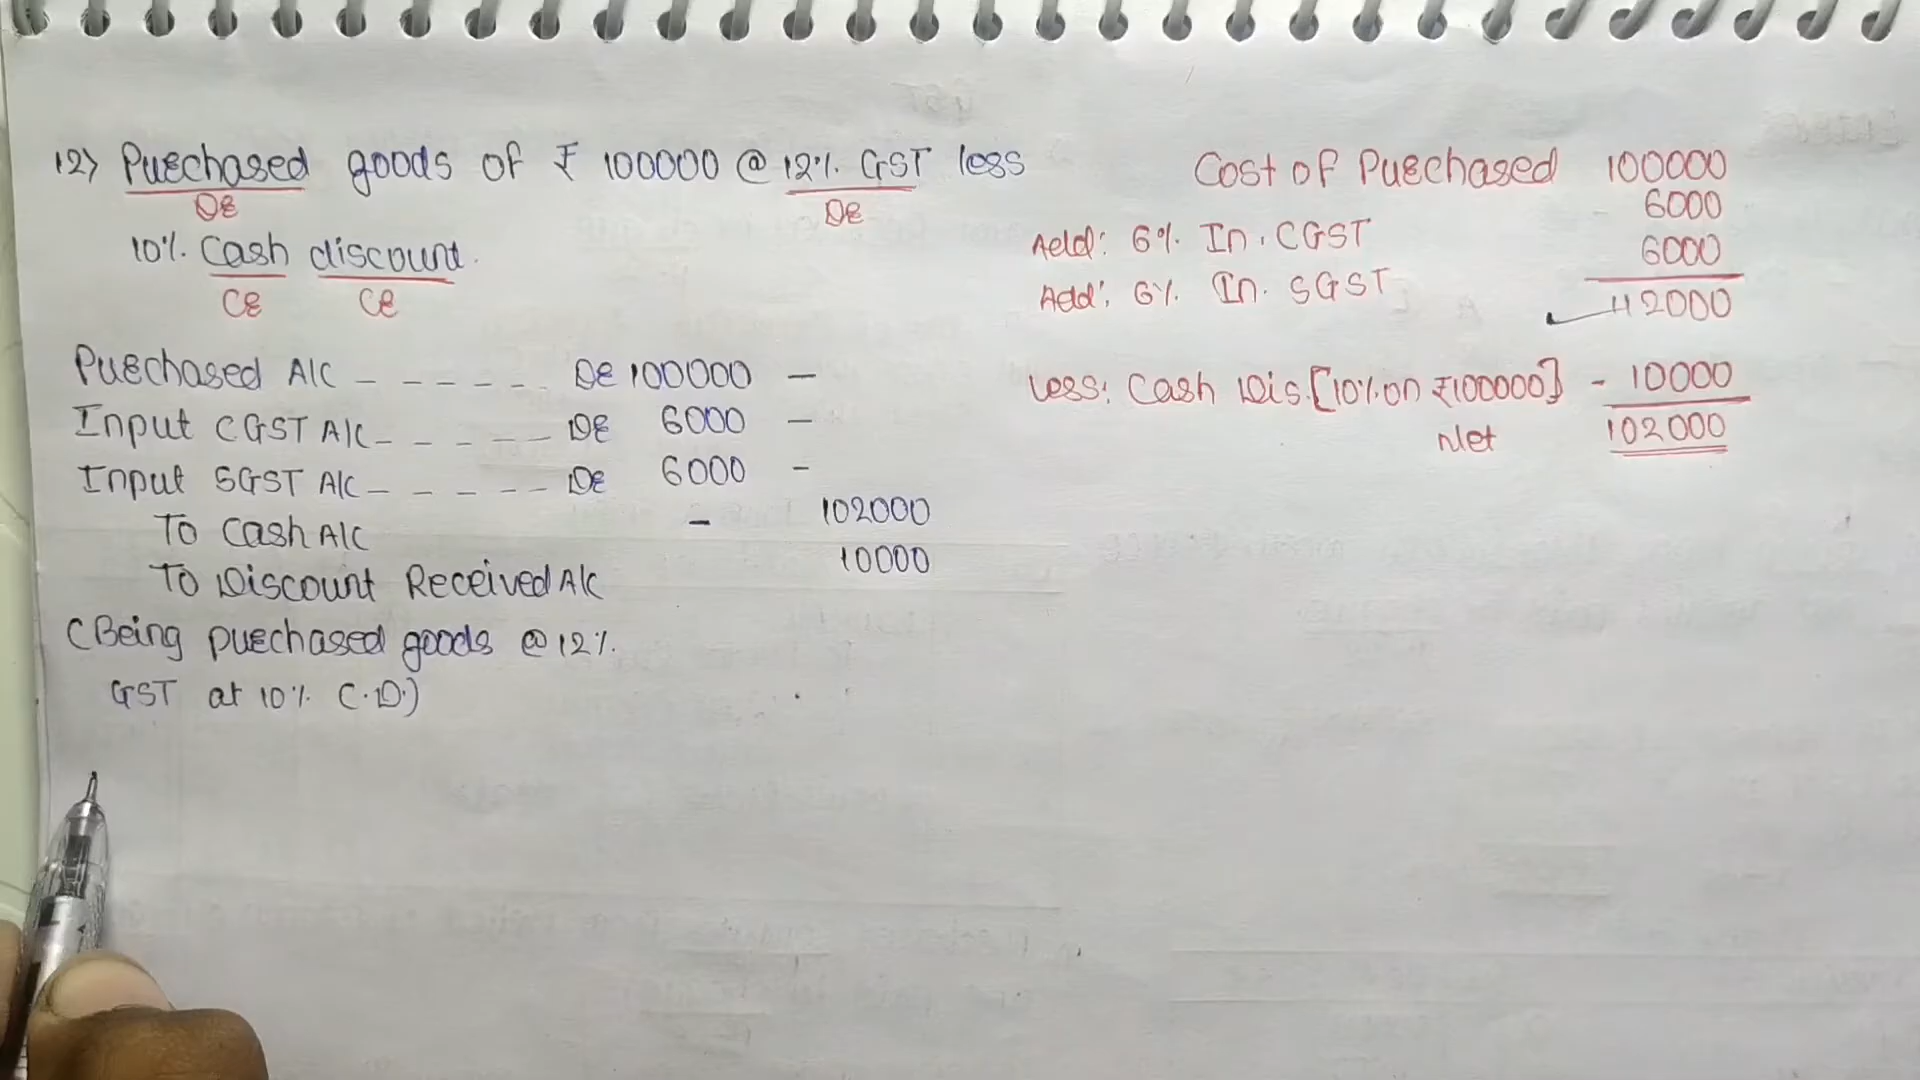 12) Purchased goods of ₹ 100000 @ 12% GST less
Dr Dr
10% Cash discount.
Cr Cr
Purchased A/C ------ Dr 100000 —
Input CGST A/C ------ Dr 6000 —
Input SGST A/C ------ Dr 6000 -
To Cash A/C - 102000
To Discount Received A/C 10000
(Being purchased goods @ 12%.
GST at 10% C.D.)
Cost of Purchased 100000
Add: 6% In. CGST 6000
Add: 6% In. SGST 6000
112000
Less: Cash Dis. [10% on ₹100000] - 10000
Net 102000